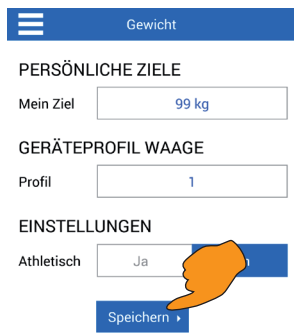 Gewicht
PERSÖNLICHE ZIELE
Mein Ziel 99 kg
GERÄTEPROFIL WAAGE
Profil 1
EINSTELLUNGEN
Athletisch Ja
Speichern